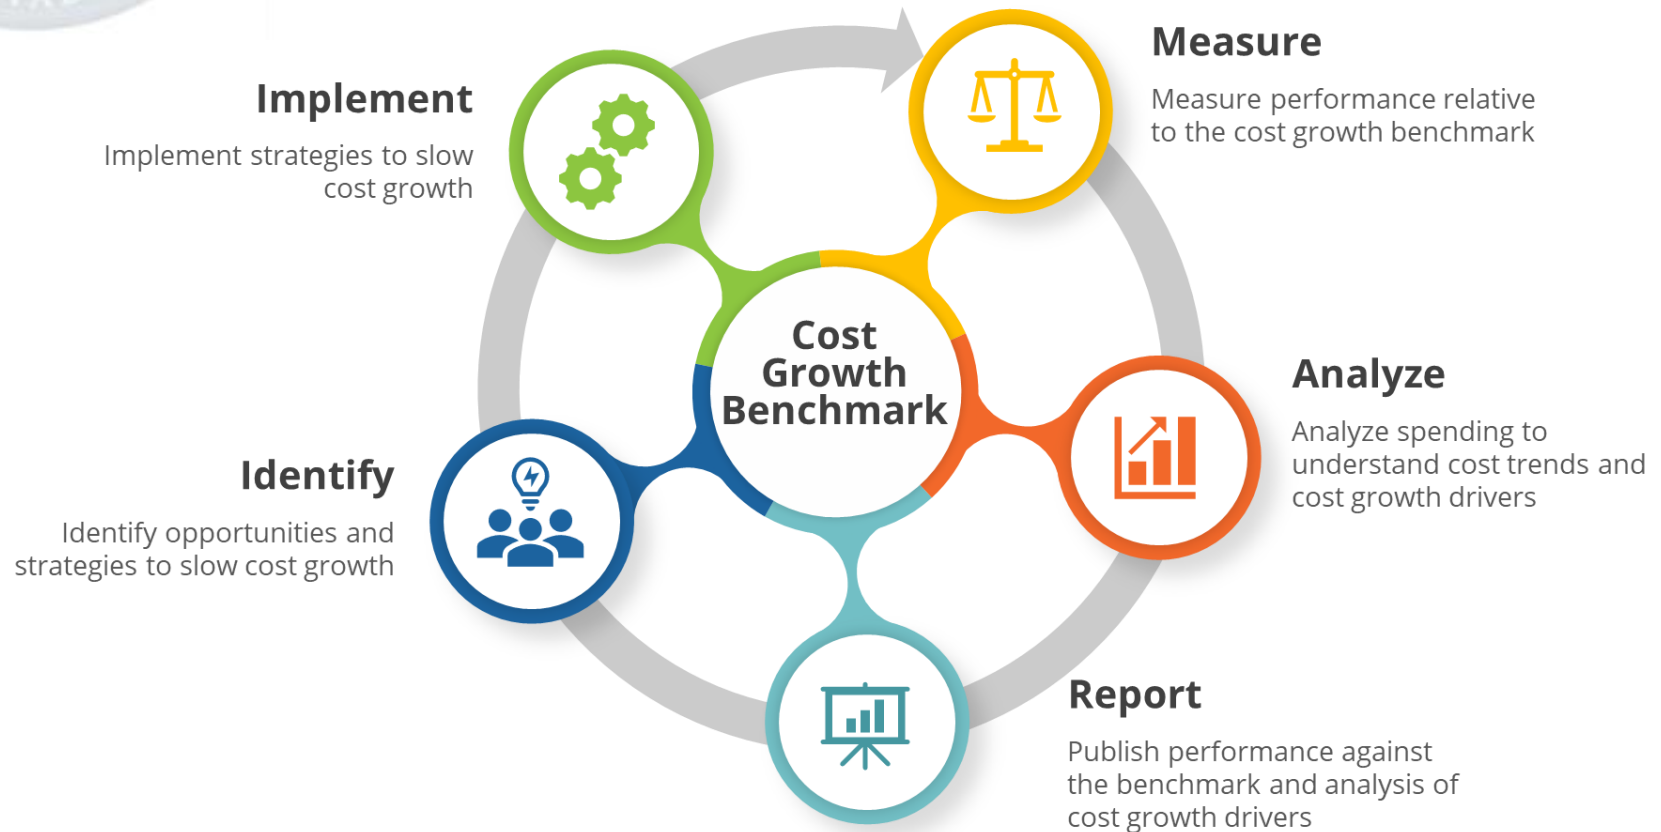 Measure
Measure performance relative
to the cost growth benchmark
Implement
Implement strategies to slow
cost growth
Cost
Growth
Benchmark
Analyze
Analyze spending to
understand cost trends and
cost growth drivers
Identify
Identify opportunities and
strategies to slow cost growth
Report
Publish performance against
the benchmark and analysis of
cost growth drivers